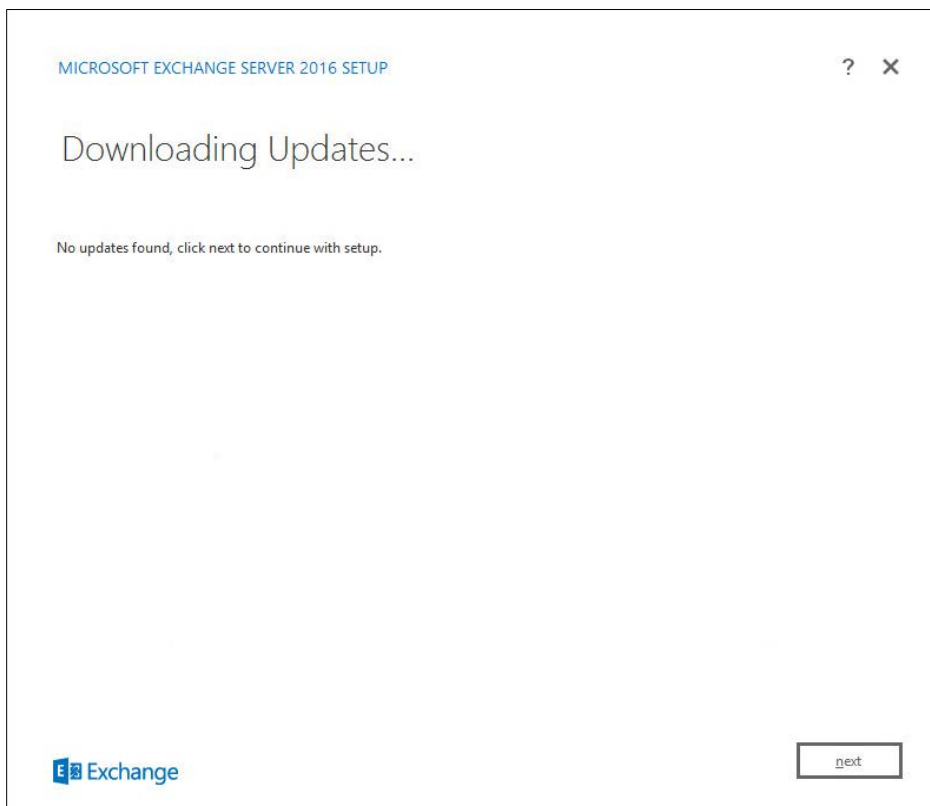 MICROSOFT EXCHANGE SERVER 2016 SETUP
?
Downloading Updates...
No updates found, click next to continue with setup.
Exchange
next